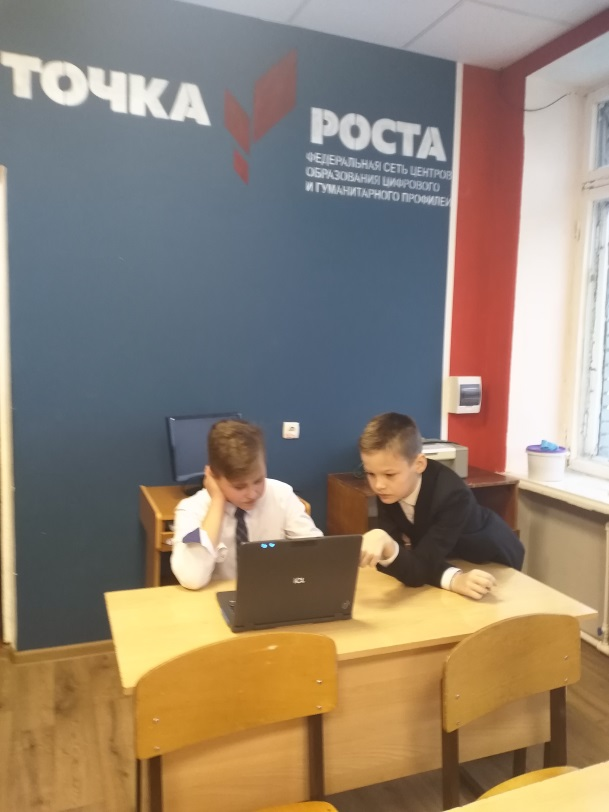 ТОЧКА
РОСТА
ФЕДЕРАЛЬНАЯ СЕТЬ ЦЕНТРОВ
ОБРАЗОВАНИЯ ЦИФРОВОГО
И ГУМАНИТАРНОГО ПРОФИЛЕЙ